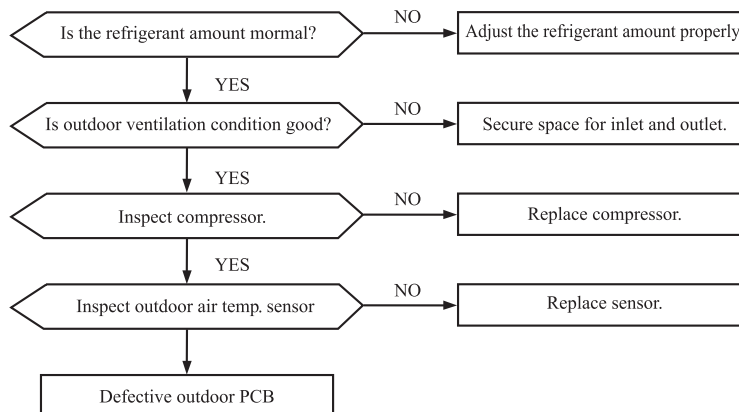 Is the refrigerant amount mormal?
NO
Adjust the refrigerant amount properly
YES
Is outdoor ventilation condition good?
NO
Secure space for inlet and outlet.
YES
Inspect compressor.
NO
Replace compressor.
YES
Inspect outdoor air temp. sensor
NO
Replace sensor.
Defective outdoor PCB